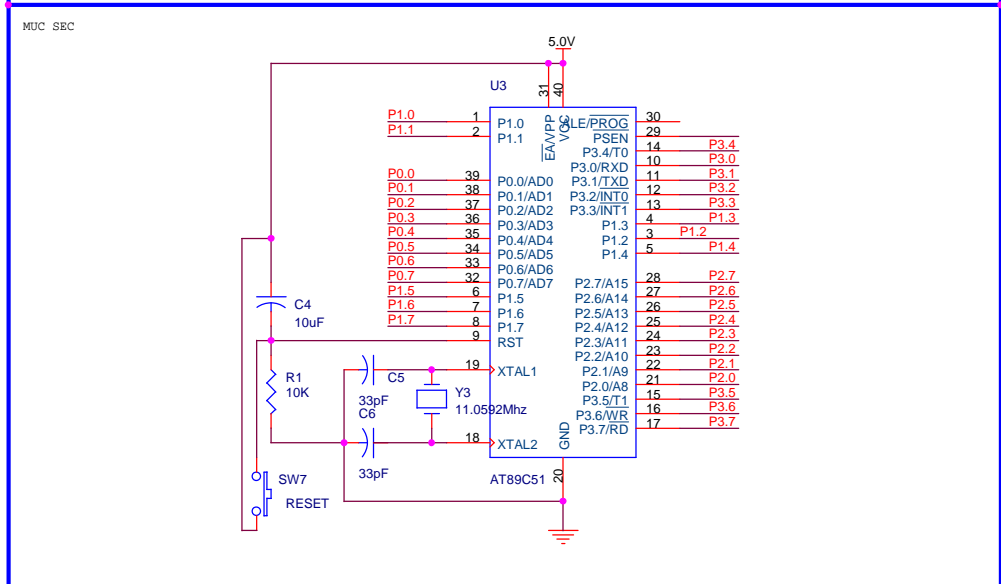 MUC SEC
5.0V
U3
31
40
P1.0
1
P1.0
EA/VPP
VCC
ALE/PROG
30
P1.1
2
P1.1
PSEN
29
P3.4/T0
14
P3.4
P3.0/RXD
10
P3.0
P0.0
39
P0.0/AD0
P3.1/TXD
11
P3.1
P0.1
38
P0.1/AD1
P3.2/INT0
12
P3.2
P0.2
37
P0.2/AD2
P3.3/INT1
13
P3.3
P0.3
36
P0.3/AD3
P1.3
4
P1.3
P0.4
35
P0.4/AD4
P1.2
3
P1.2
P0.5
34
P0.5/AD5
P1.4
5
P1.4
P0.6
33
P0.6/AD6
P0.7
32
P0.7/AD7
P2.7/A15
28
P2.7
P1.5
6
P1.5
P2.6/A14
27
P2.6
P1.6
7
P1.6
P2.5/A13
26
P2.5
P1.7
8
P1.7
P2.4/A12
25
P2.4
9
RST
P2.3/A11
24
P2.3
P2.2/A10
23
P2.2
19
XTAL1
P2.1/A9
22
P2.1
P2.0/A8
21
P2.0
P3.5/T1
15
P3.5
P3.6/WR
16
P3.6
P3.7/RD
17
P3.7
18
XTAL2
GND
20
AT89C51
C4
10uF
R1
10K
C5
33pF
C6
33pF
Y3
11.0592Mhz
SW7
RESET